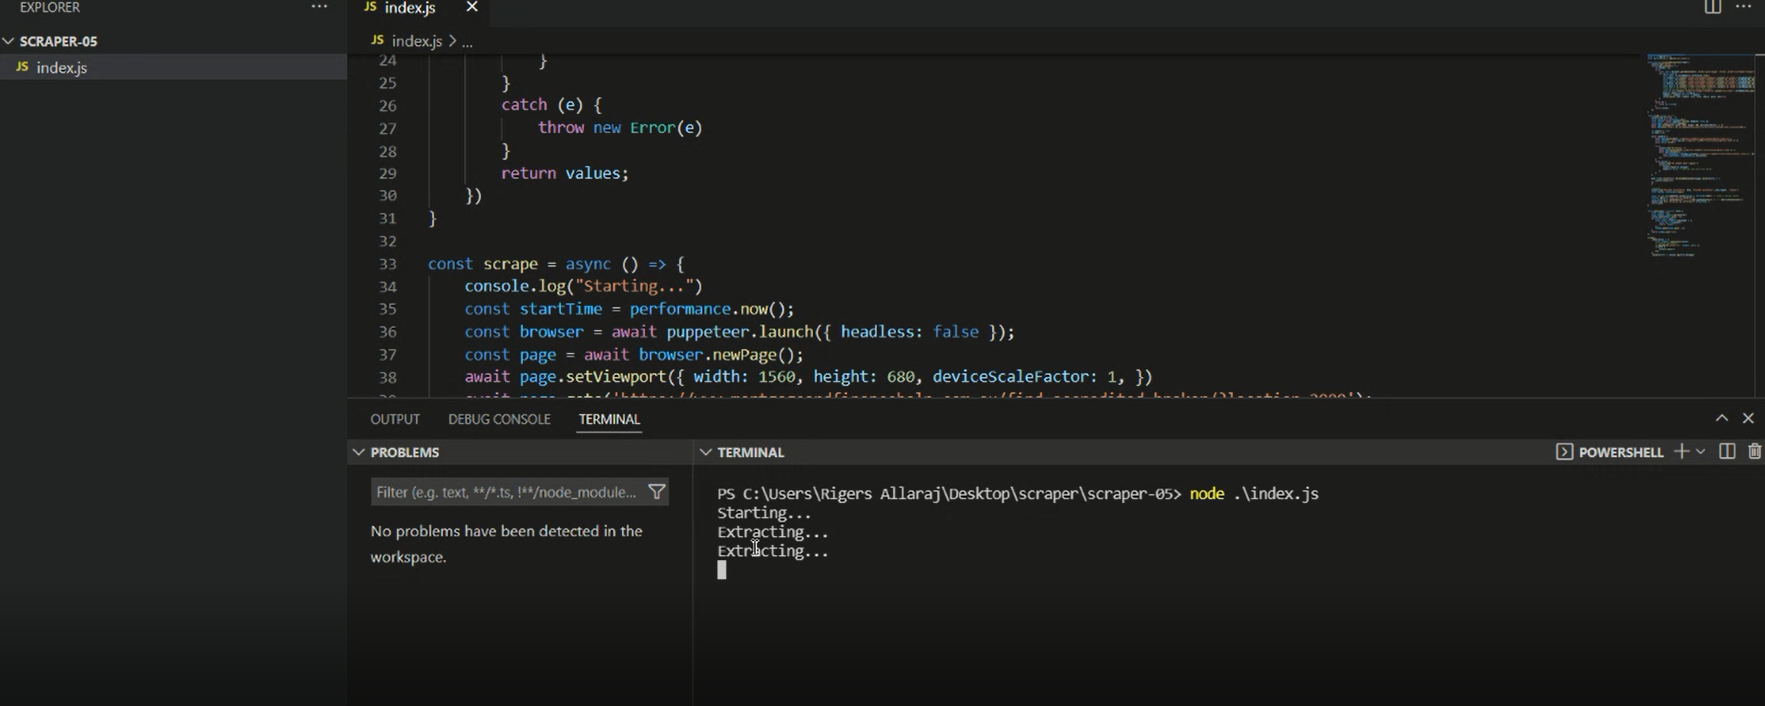 EXPLORER
SCRAPER-05
JS index.js
JS index.js
JS index.js > ...
24 }
25 }
26 catch (e) {
27 throw new Error(e)
28 }
29 return values;
30 })
31 }
32
33 const scrape = async () => {
34 console.log("Starting...")
35 const startTime = performance.now();
36 const browser = await puppeteer.launch({ headless: false });
37 const page = await browser.newPage();
38 await page.setViewport({ width: 1560, height: 680, deviceScaleFactor: 1, })
OUTPUT DEBUG CONSOLE TERMINAL
PROBLEMS
Filter (e.g. text, **/*.ts, !**/node_module...
No problems have been detected in the
workspace.
TERMINAL
POWERSHELL
PS C:\Users\Rigers Allaraj\Desktop\scraper\scraper-05> node .\index.js
Starting...
Extracting...
Extracting...